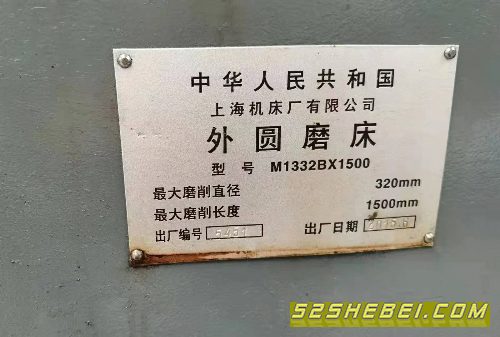 中华人民共和国
上海机床厂有限公司
外圆磨床
型号 M1332BX1500
最大磨削直径 320mm
最大磨削长度 1500mm
出厂编号 出厂日期
52SHEBEI.COM